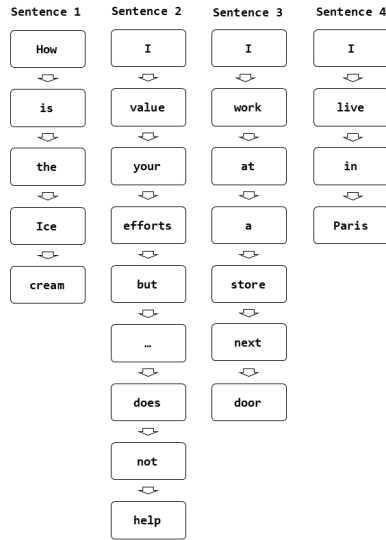 Sentence 1
How
is
the
Ice
cream
Sentence 2
I
value
your
efforts
but
…
does
not
help
Sentence 3
I
work
at
a
store
next
door
Sentence 4
I
live
in
Paris